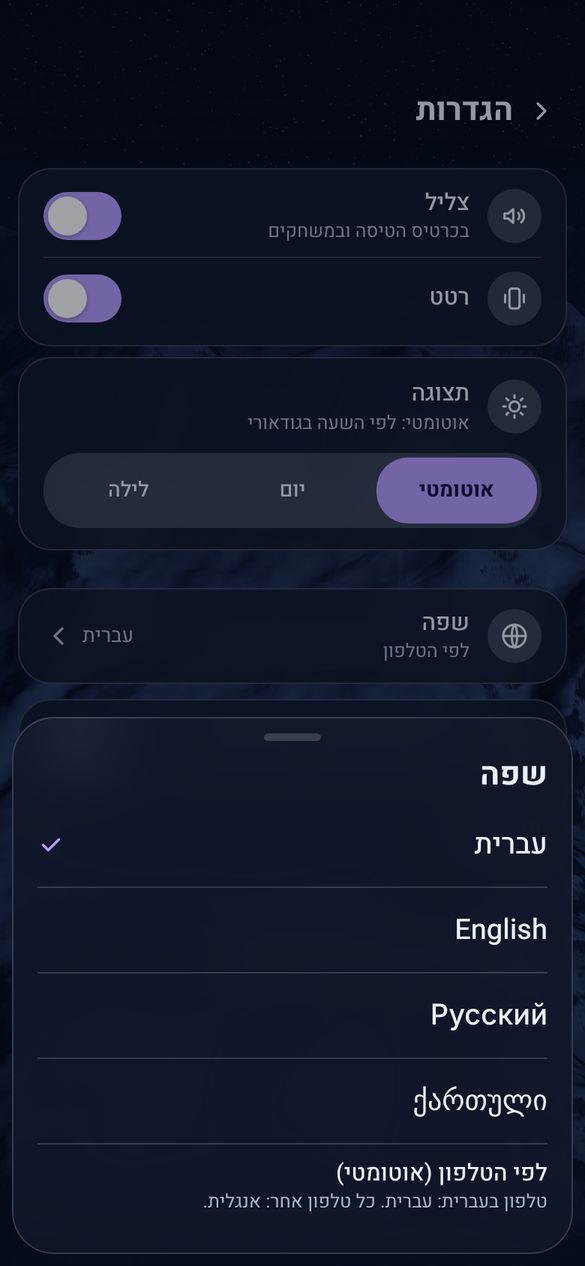 הגדרות
צליל
בכרטיס הטיסה ובמשחקים
רטט
תצוגה
אוטומטי: לפי השעה בגודאורי
אוטומטי
יום
לילה
שפה
לפי הטלפון
עברית
שפה
עברית
English
Русский
ქართული
לפי הטלפון (אוטומטי)
טלפון בעברית: עברית. כל טלפון אחר: אנגלית.